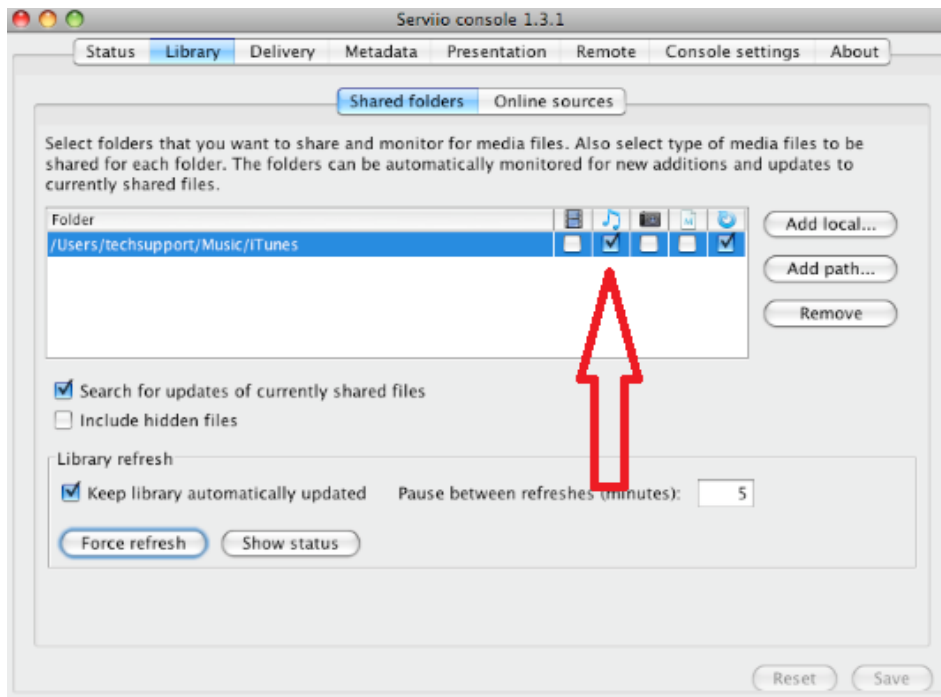 Serviio console 1.3.1
Status Library Delivery Metadata Presentation Remote Console settings About
Shared folders Online sources
Select folders that you want to share and monitor for media files. Also select type of media files to be
shared for each folder. The folders can be automatically monitored for new additions and updates to
currently shared files.
Folder
/Users/techsupport/Music/iTunes
Add local...
Add path...
Remove
Search for updates of currently shared files
Include hidden files
Library refresh
Keep library automatically updated Pause between refreshes (minutes): 5
Force refresh Show status
Reset Save